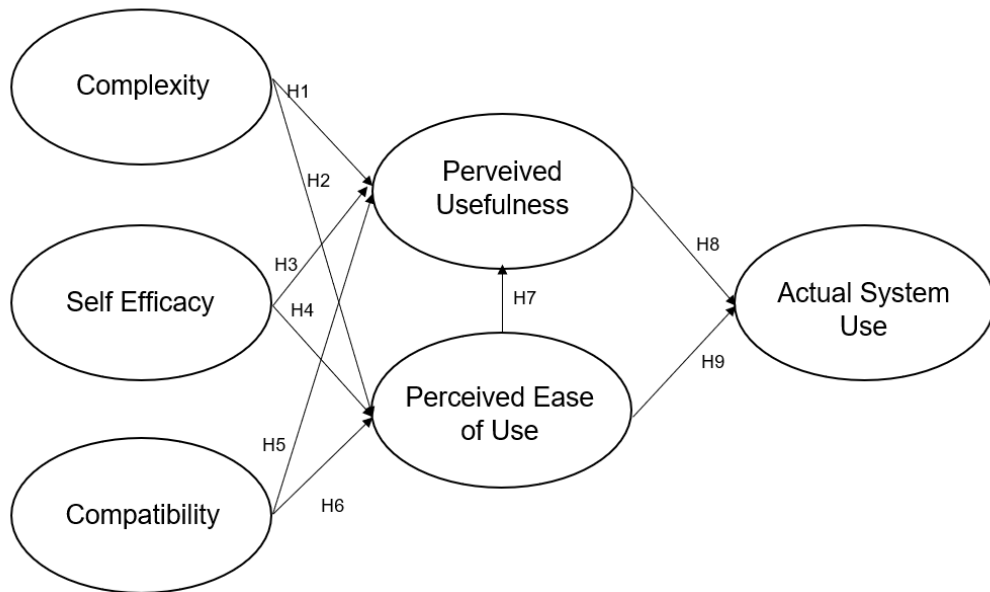 Complexity
H1
H2
Perveived
Usefulness
H3
Self Efficacy
H4
H8
H7
Actual System
Use
H9
Perceived Ease
of Use
H5
H6
Compatibility